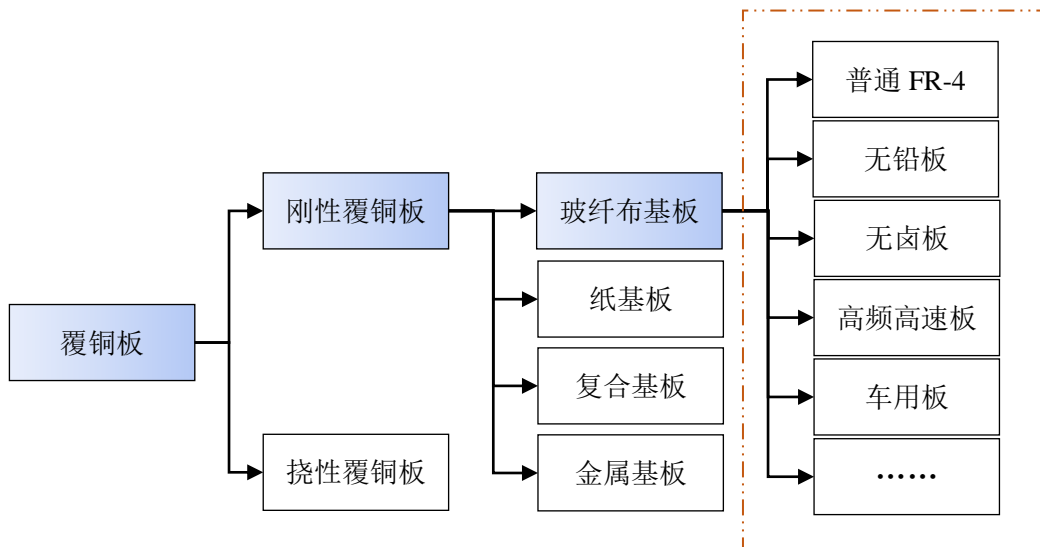 覆铜板
刚性覆铜板
挠性覆铜板
玻纤布基板
纸基板
复合基板
金属基板
普通 FR-4
无铅板
无卤板
高频高速板
车用板
……